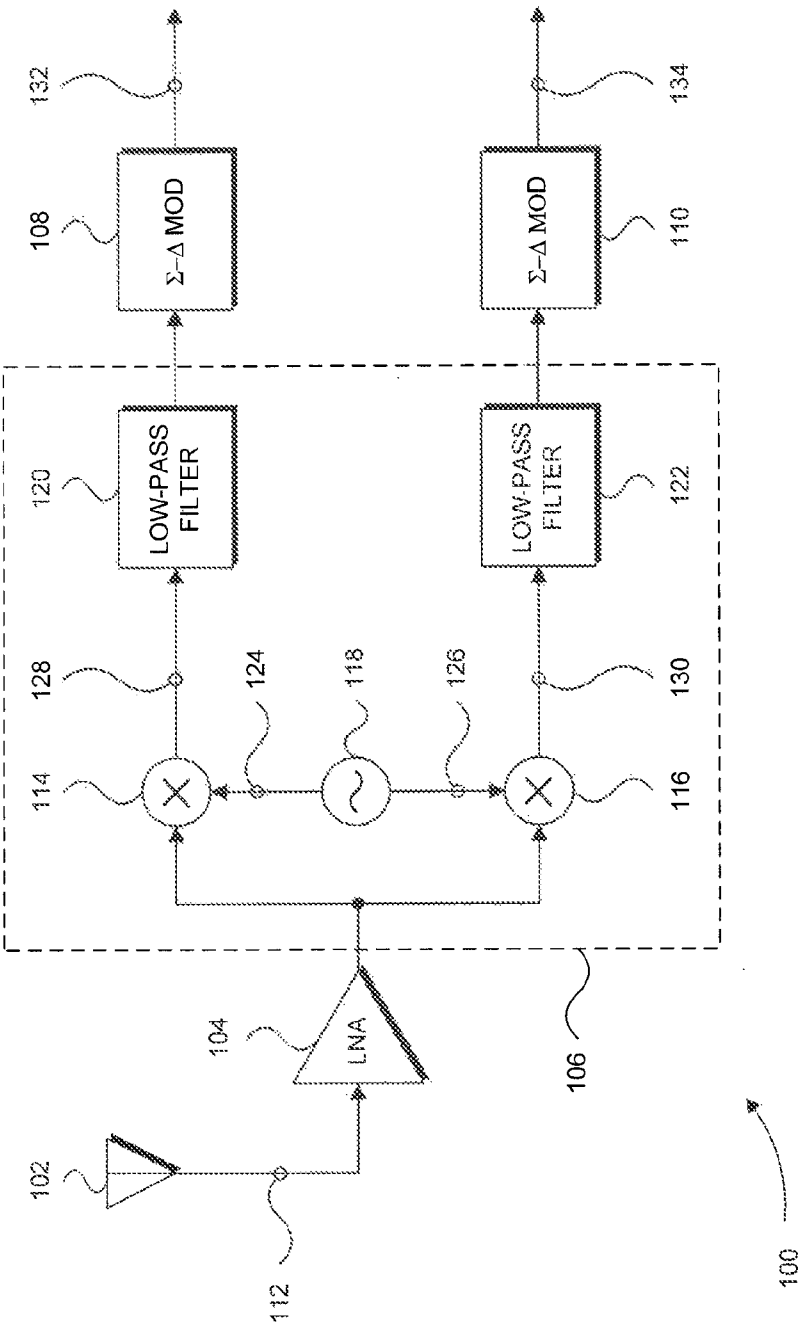 102
112
104
LNA
106
114
128
124
118
126
116
130
120
LOW-PASS
FILTER
LOW-PASS
FILTER
122
108
Σ–Δ MOD
Σ–Δ MOD
110
132
134
100